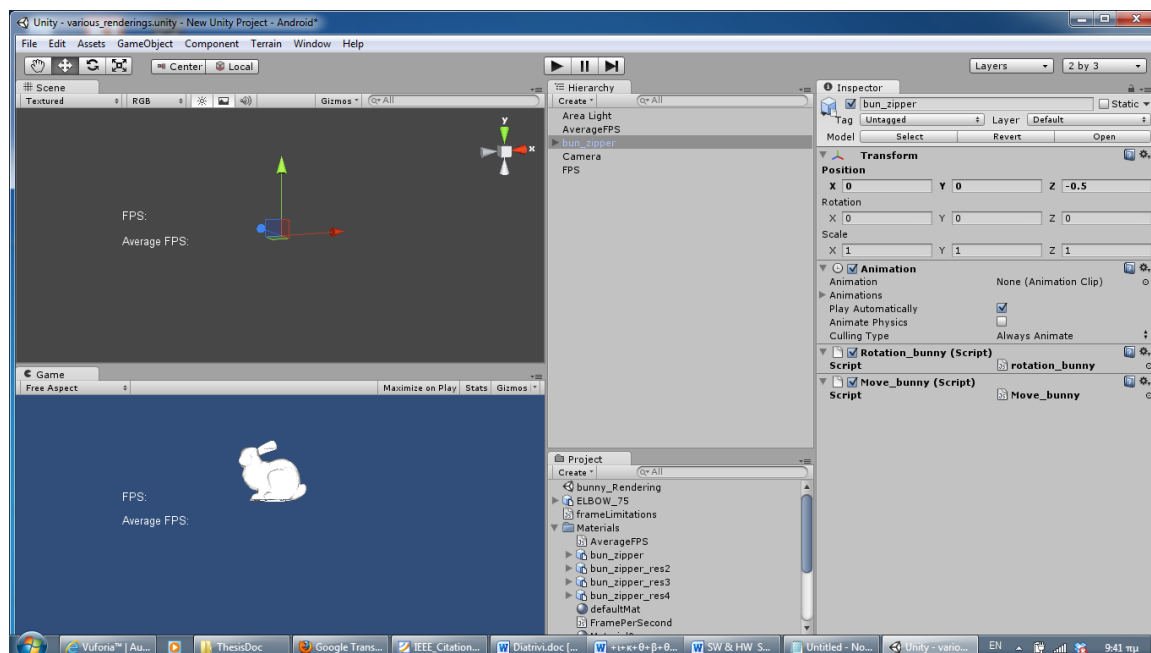 Unity - various_renderings.unity - New Unity Project - Android*
File Edit Assets GameObject Component Terrain Window Help
Center Local
Layers 2 by 3
Scene
Textured RGB Gizmos All
y
x
FPS:
Average FPS:
Game
Free Aspect Maximize on Play Stats Gizmos
FPS:
Average FPS:
Hierarchy
Create All
Area Light
AverageFPS
bun_zipper
Camera
FPS
Project
Create All
bunny_Rendering
ELBOW_75
frameLimitations
Materials
AverageFPS
bun_zipper
bun_zipper_res2
bun_zipper_res3
bun_zipper_res4
defaultMat
FramePerSecond
Inspector
bun_zipper Static
Tag Untagged Layer Default
Model Select Revert Open
Transform
Position
X 0 Y 0 Z -0.5
Rotation
X 0 Y 0 Z 0
Scale
X 1 Y 1 Z 1
Animation
Animation None (Animation Clip)
Animations
Play Automatically
Animate Physics
Culling Type Always Animate
Rotation_bunny (Script)
Script rotation_bunny
Move_bunny (Script)
Script Move_bunny
Vuforia™ | Au... ThesisDoc Google Trans... IEEE_Citation... Diatrivi.doc [... +ι+κ+θ+β+θ... SW & HW S... Untitled - No... Unity - vario... EN 9:41 πμ